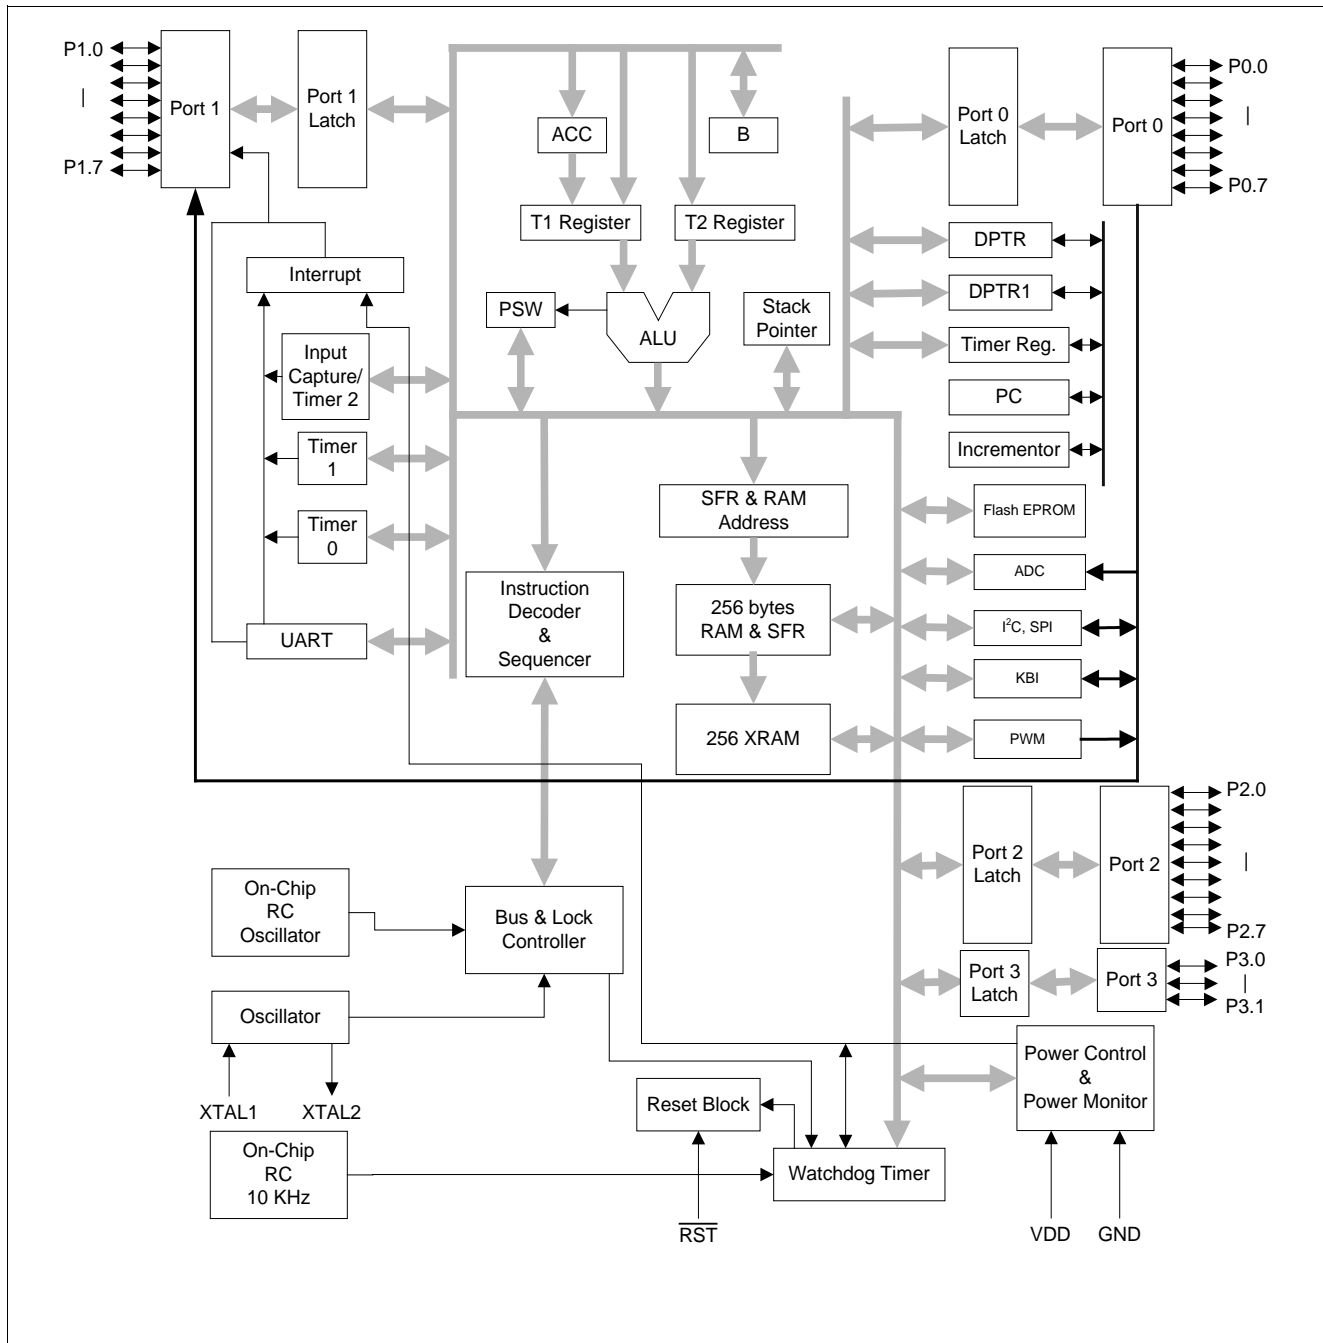 P1.0
|
P1.7
Port 1
Port 1
Latch
ACC
B
T1 Register
T2 Register
Port 0
Latch
Port 0
P0.0
|
P0.7
Interrupt
PSW
ALU
Stack
Pointer
DPTR
DPTR1
Timer Reg.
PC
Incrementor
Input
Capture/
Timer 2
Timer
1
Timer
0
UART
SFR & RAM
Address
Instruction
Decoder
&
Sequencer
256 bytes
RAM & SFR
256 XRAM
Flash EPROM
ADC
I²C, SPI
KBI
PWM
Port 2
Latch
Port 2
P2.0
|
P2.7
Port 3
Latch
Port 3
P3.0
|
P3.1
On-Chip
RC
Oscillator
Bus & Lock
Controller
Oscillator
XTAL1
XTAL2
On-Chip
RC
10 KHz
Reset Block
Watchdog Timer
Power Control
&
Power Monitor
RST
VDD
GND